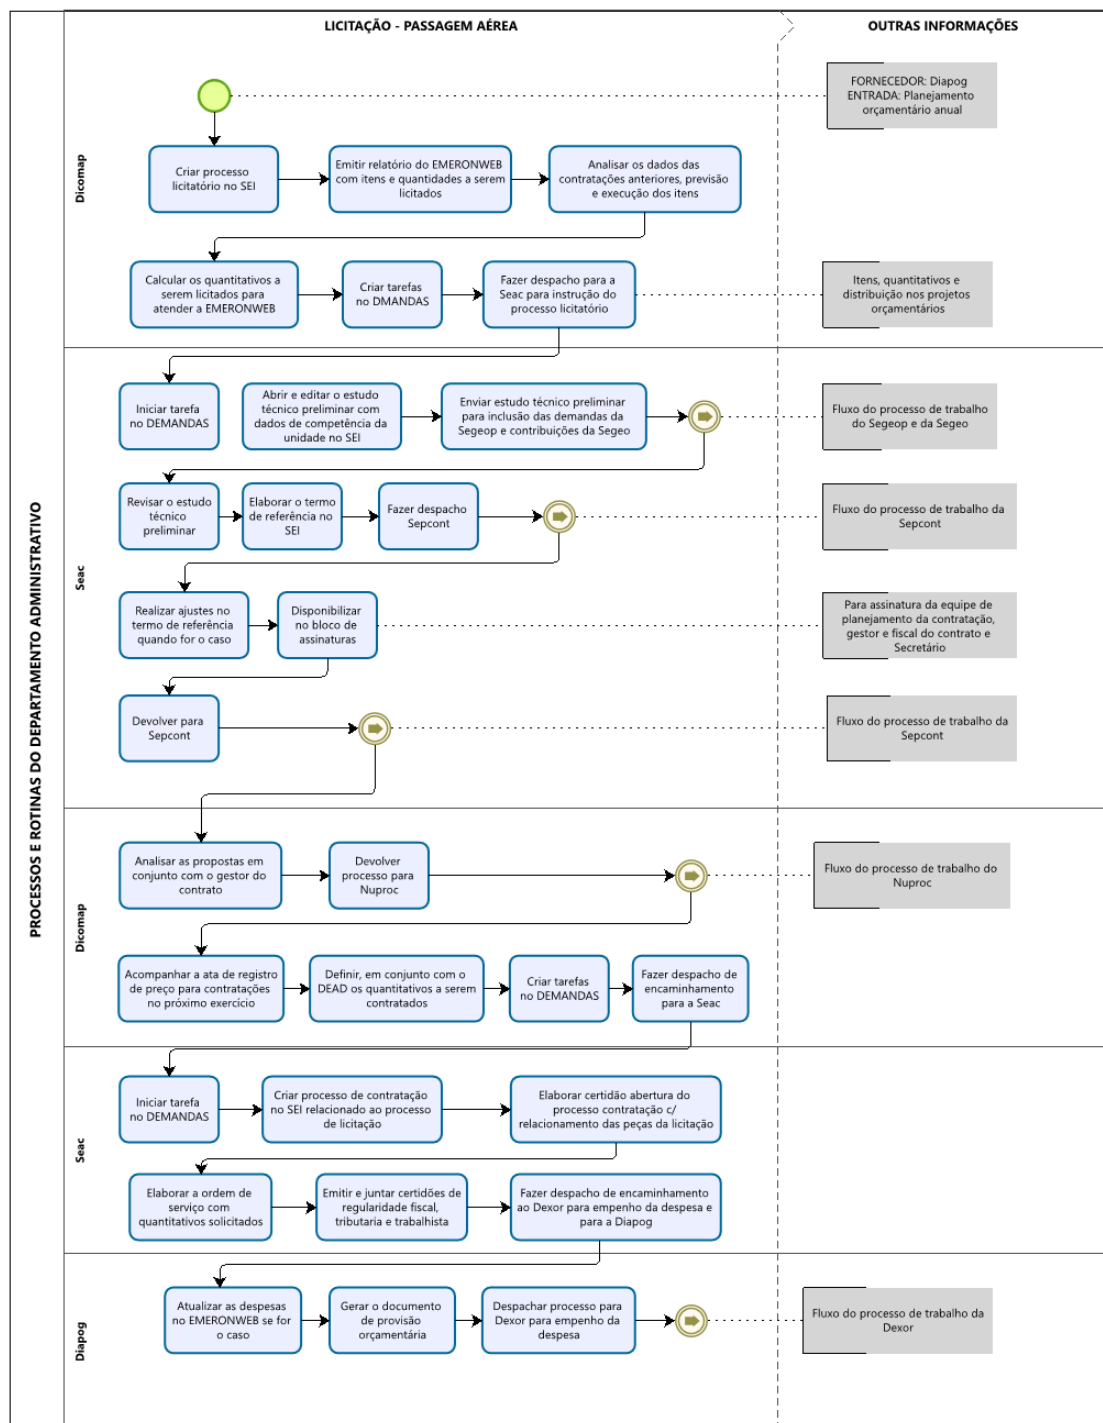 PROCESSOS E ROTINAS DO DEPARTAMENTO ADMINISTRATIVO
LICITAÇÃO - PASSAGEM AÉREA
OUTRAS INFORMAÇÕES
Dicomap
FORNECEDOR: Diapog
ENTRADA: Planejamento
orçamentário anual
Criar processo
licitatório no SEI
Emitir relatório do EMERONWEB
com itens e quantidades a serem
licitados
Analisar os dados das
contratações anteriores, previsão
e execução dos itens
Calcular os quantitativos a
serem licitados para
atender a EMERONWEB
Criar tarefas
no DMANDAS
Fazer despacho para a
Seac para instrução do
processo licitatório
Itens, quantitativos e
distribuição nos projetos
orçamentários
Seac
Iniciar tarefa
no DEMANDAS
Abrir e editar o estudo
técnico preliminar com
dados de competência da
unidade no SEI
Enviar estudo técnico preliminar
para inclusão das demandas da
Segeop e contribuições da Segeo
Fluxo do processo de trabalho
do Segeop e da Segeo
Revisar o estudo
técnico
preliminar
Elaborar o termo
de referência no
SEI
Fazer despacho
Sepcont
Fluxo do processo de trabalho da
Sepcont
Realizar ajustes no
termo de referência
quando for o caso
Disponibilizar
no bloco de
assinaturas
Para assinatura da equipe de
planejamento da contratação,
gestor e fiscal do contrato e
Secretário
Devolver para
Sepcont
Fluxo do processo de trabalho da
Sepcont
Dicomap
Analisar as propostas em
conjunto com o gestor do
contrato
Devolver
processo para
Nuproc
Fluxo do processo de trabalho do
Nuproc
Acompanhar a ata de registro
de preço para contratações
no próximo exercício
Definir, em conjunto com o
DEAD os quantitativos a serem
contratados
Criar tarefas
no DEMANDAS
Fazer despacho de
encaminhamento
para a Seac
Seac
Iniciar tarefa
no DEMANDAS
Criar processo de contratação
no SEI relacionado ao processo
de licitação
Elaborar certidão abertura do
processo contratação c/
relacionamento das peças da licitação
Elaborar a ordem de
serviço com
quantitativos solicitados
Emitir e juntar certidões de
regularidade fiscal,
tributaria e trabalhista
Fazer despacho de encaminhamento
ao Dexor para empenho da despesa e
para a Diapog
Diapog
Atualizar as despesas
no EMERONWEB se for
o caso
Gerar o documento
de provisão
orçamentária
Despachar processo para
Dexor para empenho da
despesa
Fluxo do processo de trabalho da
Dexor